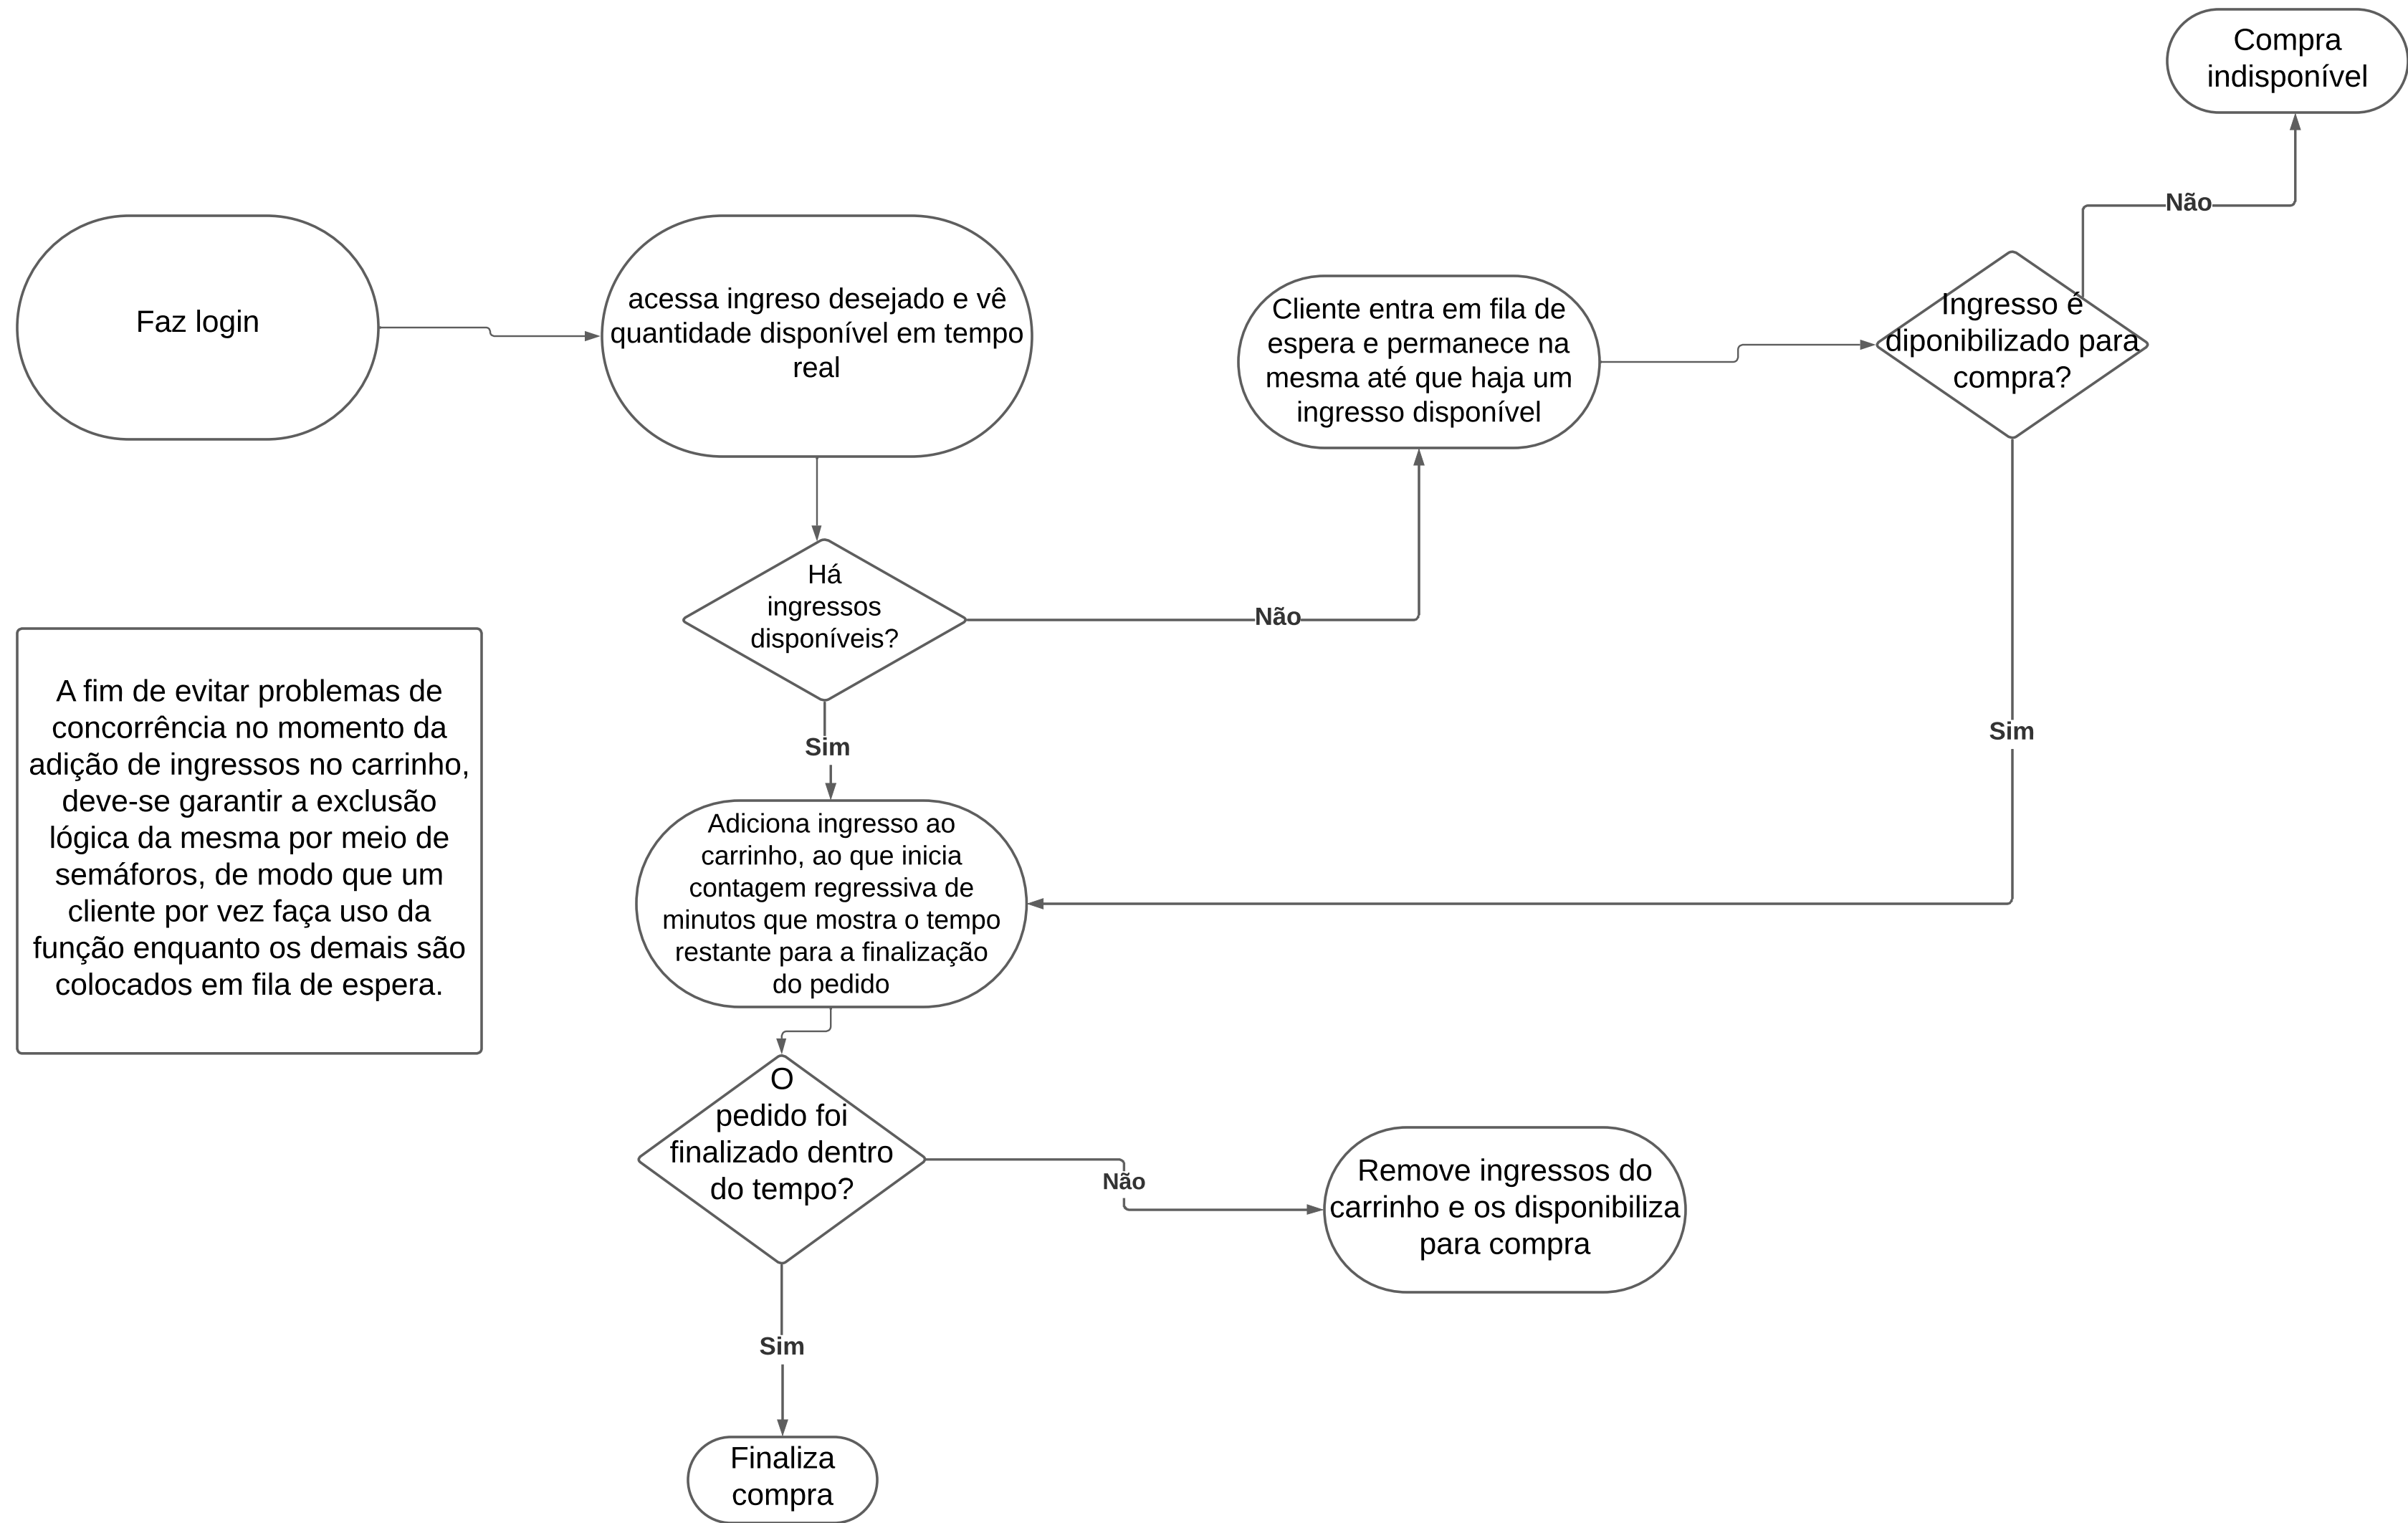 Compra
indisponível
Não
Faz login
acessa ingreso desejado e vê
quantidade disponível em tempo
real
Cliente entra em fila de
espera e permanece na
mesma até que haja um
ingresso disponível
Ingresso é
diponibilizado para
compra?
Há
ingressos
disponíveis?
Não
Sim
Sim
A fim de evitar problemas de
concorrência no momento da
adição de ingressos no carrinho,
deve-se garantir a exclusão
lógica da mesma por meio de
semáforos, de modo que um
cliente por vez faça uso da
função enquanto os demais são
colocados em fila de espera.
Adiciona ingresso ao
carrinho, ao que inicia
contagem regressiva de
minutos que mostra o tempo
restante para a finalização
do pedido
O
pedido foi
finalizado dentro
do tempo?
Não
Remove ingressos do
carrinho e os disponibiliza
para compra
Sim
Finaliza
compra